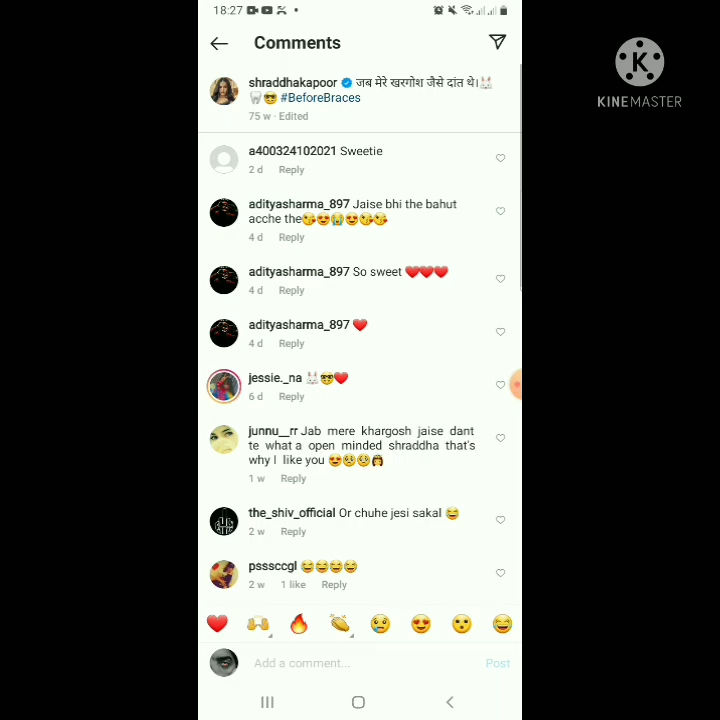 18:27
Comments
shraddhakapoor जब मेरे खरगोश जैसे दांत थे।🐰
🦷😎 #BeforeBraces
75 w · Edited
a400324102021 Sweetie
2 d Reply
adityasharma_897 Jaise bhi the bahut
acche the😘😍😭😍😘😘
4 d Reply
adityasharma_897 So sweet ❤️❤️❤️
4 d Reply
adityasharma_897 ❤️
4 d Reply
jessie._na 🐰😎❤️
6 d Reply
junnu__rr Jab mere khargosh jaise dant
te what a open minded shraddha that's
why I like you 😍🥺🥺👸
1 w Reply
the_shiv_official Or chuhe jesi sakal 😂
2 w Reply
psssccgl 😂😂😂😂
2 w 1 like Reply
Add a comment... Post
K
KINEMASTER